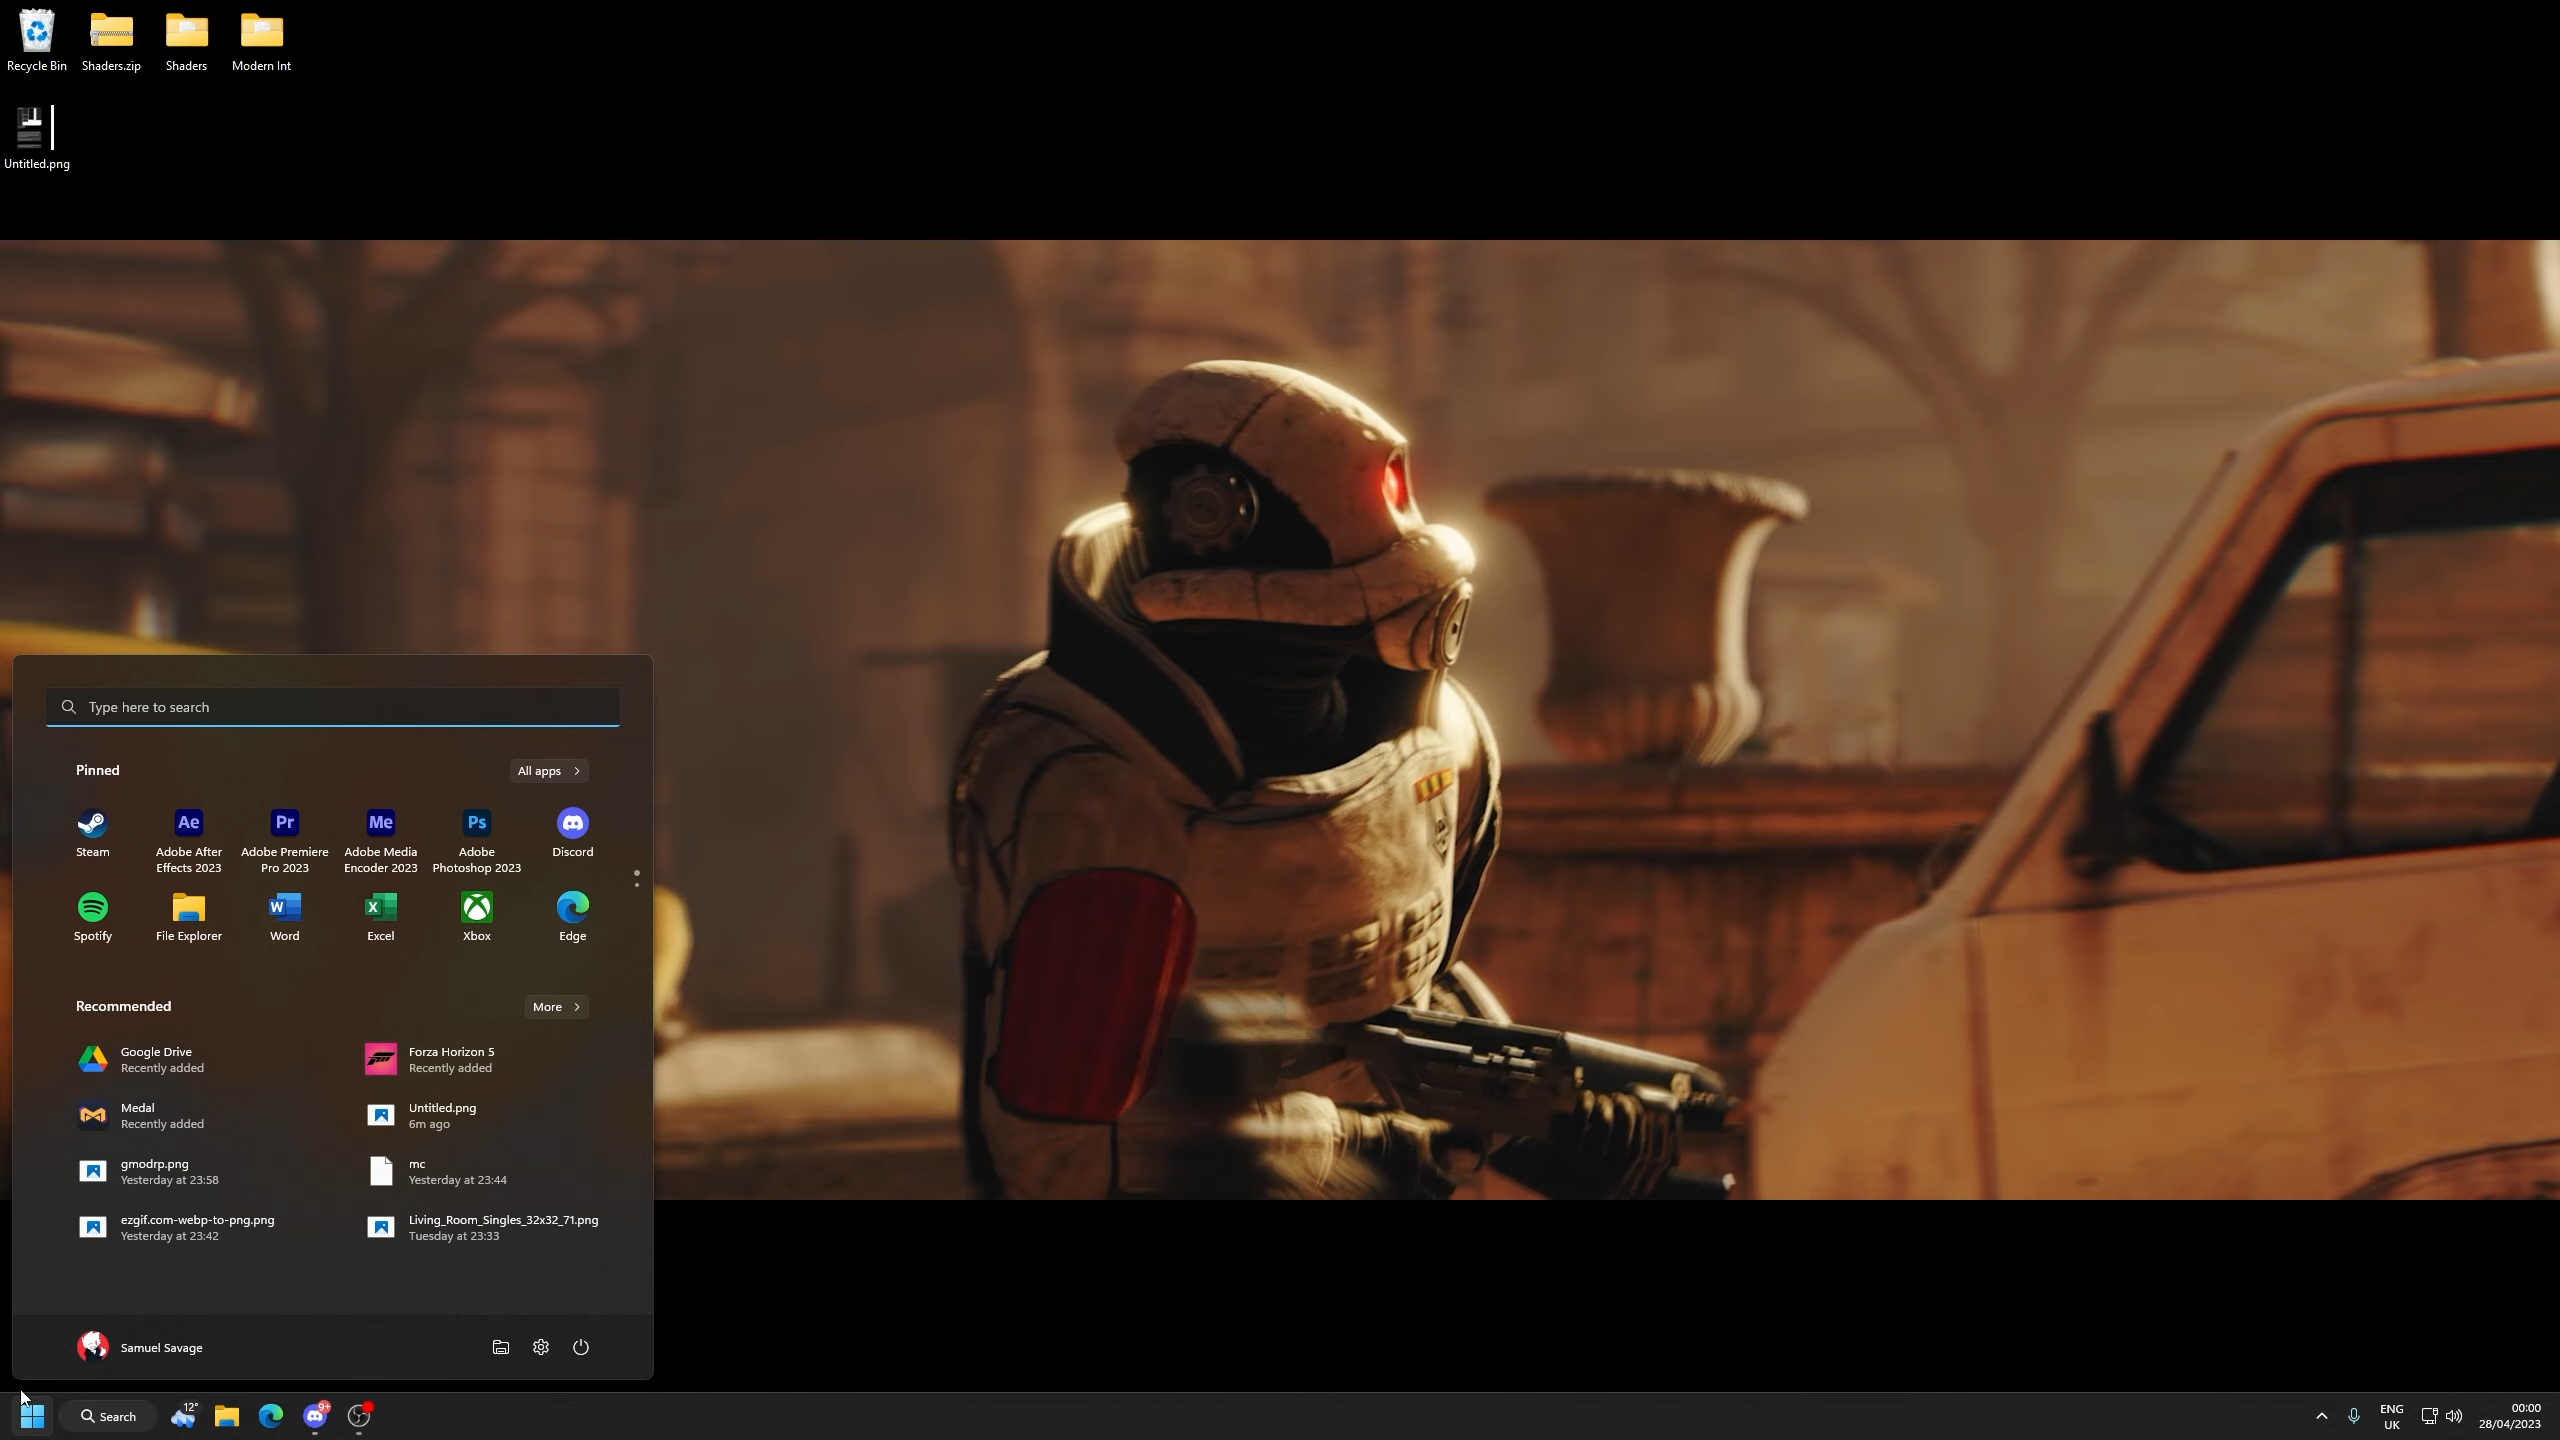 Recycle Bin
Shaders.zip
Shaders
Modern Int
Untitled.png
Type here to search
Pinned
All apps
Steam
Ae
Adobe After
Effects 2023
Pr
Adobe Premiere
Pro 2023
Me
Adobe Media
Encoder 2023
Ps
Adobe
Photoshop 2023
Discord
Spotify
File Explorer
W
Word
X
Excel
Xbox
Edge
Recommended
More
Google Drive
Recently added
Forza Horizon 5
Recently added
Medal
Recently added
Untitled.png
6m ago
gmodrp.png
Yesterday at 23:58
mc
Yesterday at 23:44
ezgif.com-webp-to-png.png
Yesterday at 23:42
Living_Room_Singles_32x32_71.png
Tuesday at 23:33
Samuel Savage
Search
12°
9+
ENG
UK
00:00
28/04/2023